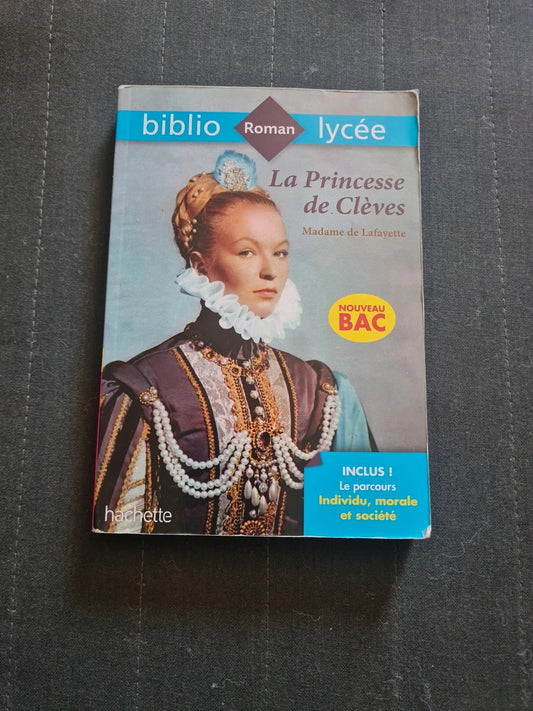 biblio Roman lycée
La Princesse
de Clèves
Madame de Lafayette
NOUVEAU
BAC
INCLUS !
Le parcours
Individu, morale
et société
hachette